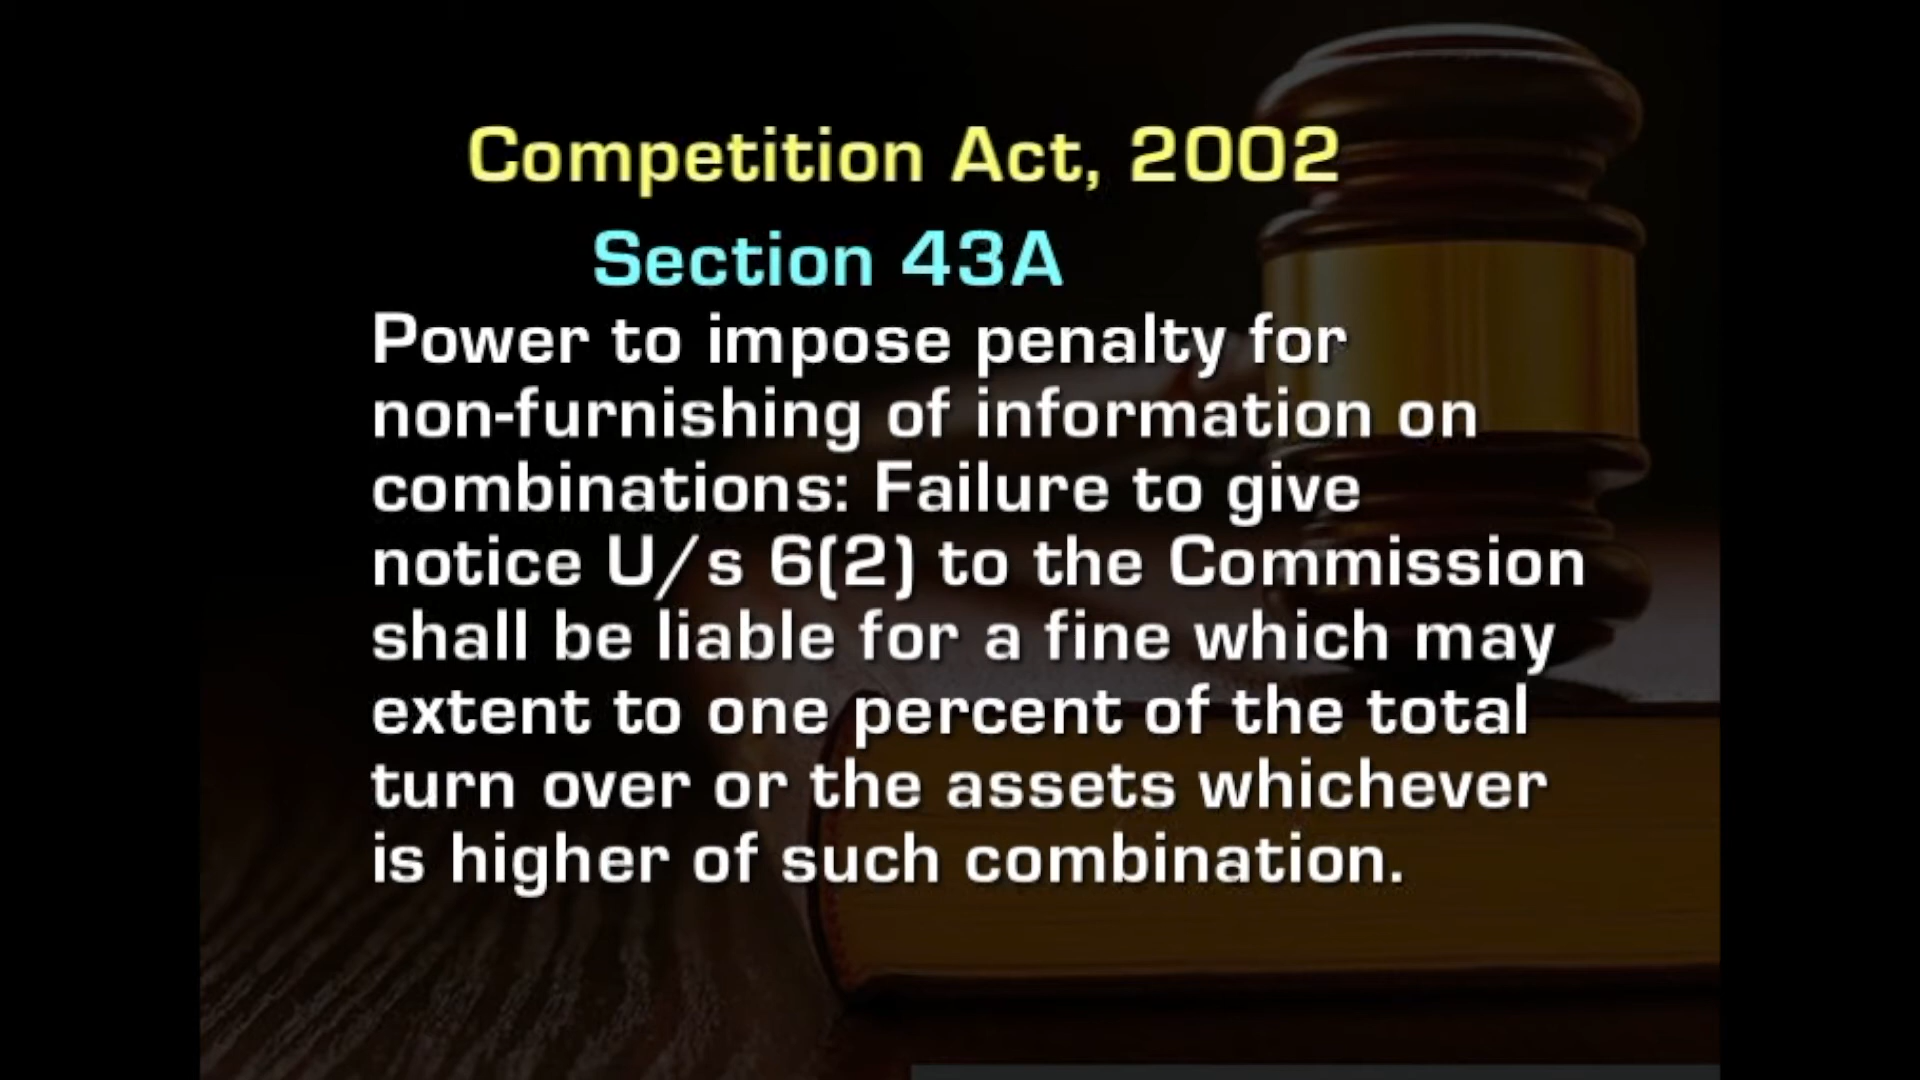 Competition Act, 2002
Section 43A
Power to impose penalty for
non-furnishing of information on
combinations: Failure to give
notice U/s 6(2) to the Commission
shall be liable for a fine which may
extent to one percent of the total
turn over or the assets whichever
is higher of such combination.